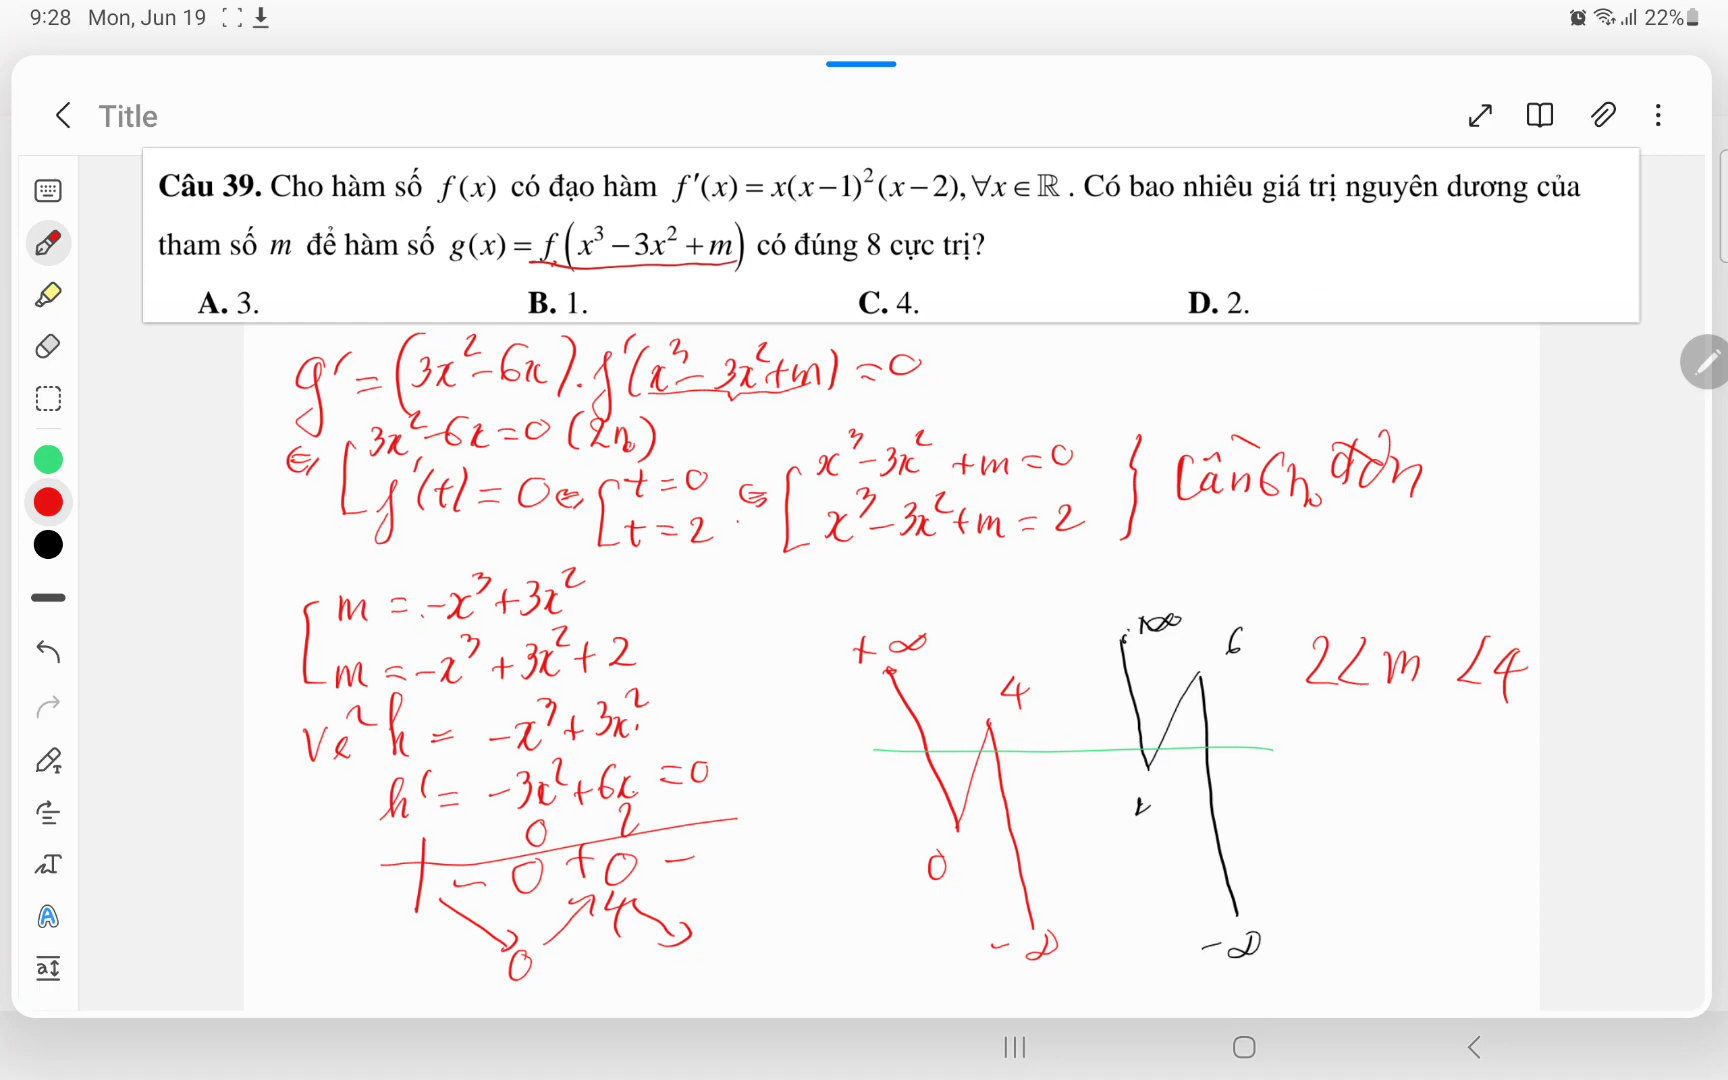 9:28 Mon, Jun 19
22%
Title
Câu 39. Cho hàm số f(x) có đạo hàm f'(x) = x(x−1)²(x−2), ∀x∈ℝ. Có bao nhiêu giá trị nguyên dương của
tham số m để hàm số g(x) = f(x³−3x²+m) có đúng 8 cực trị?
A. 3. B. 1. C. 4. D. 2.
g' = (3x²−6x).f'(x³−3x²+m) = 0
⇔ [ 3x²−6x=0 (2n₀)
f'(t) = 0 ⇔ [ t=0
t=2
⇔ [ x³−3x²+m=0
x³−3x²+m=2 } Cần 6n₀ đơn
[ m = −x³+3x²
m = −x³+3x²+2
Vẽ h = −x³+3x²
h' = −3x²+6x = 0
0 2
− 0 + 0 −
0 4
+∞ 4
0 −∞
+∞ 6
2 −∞
2<m<4